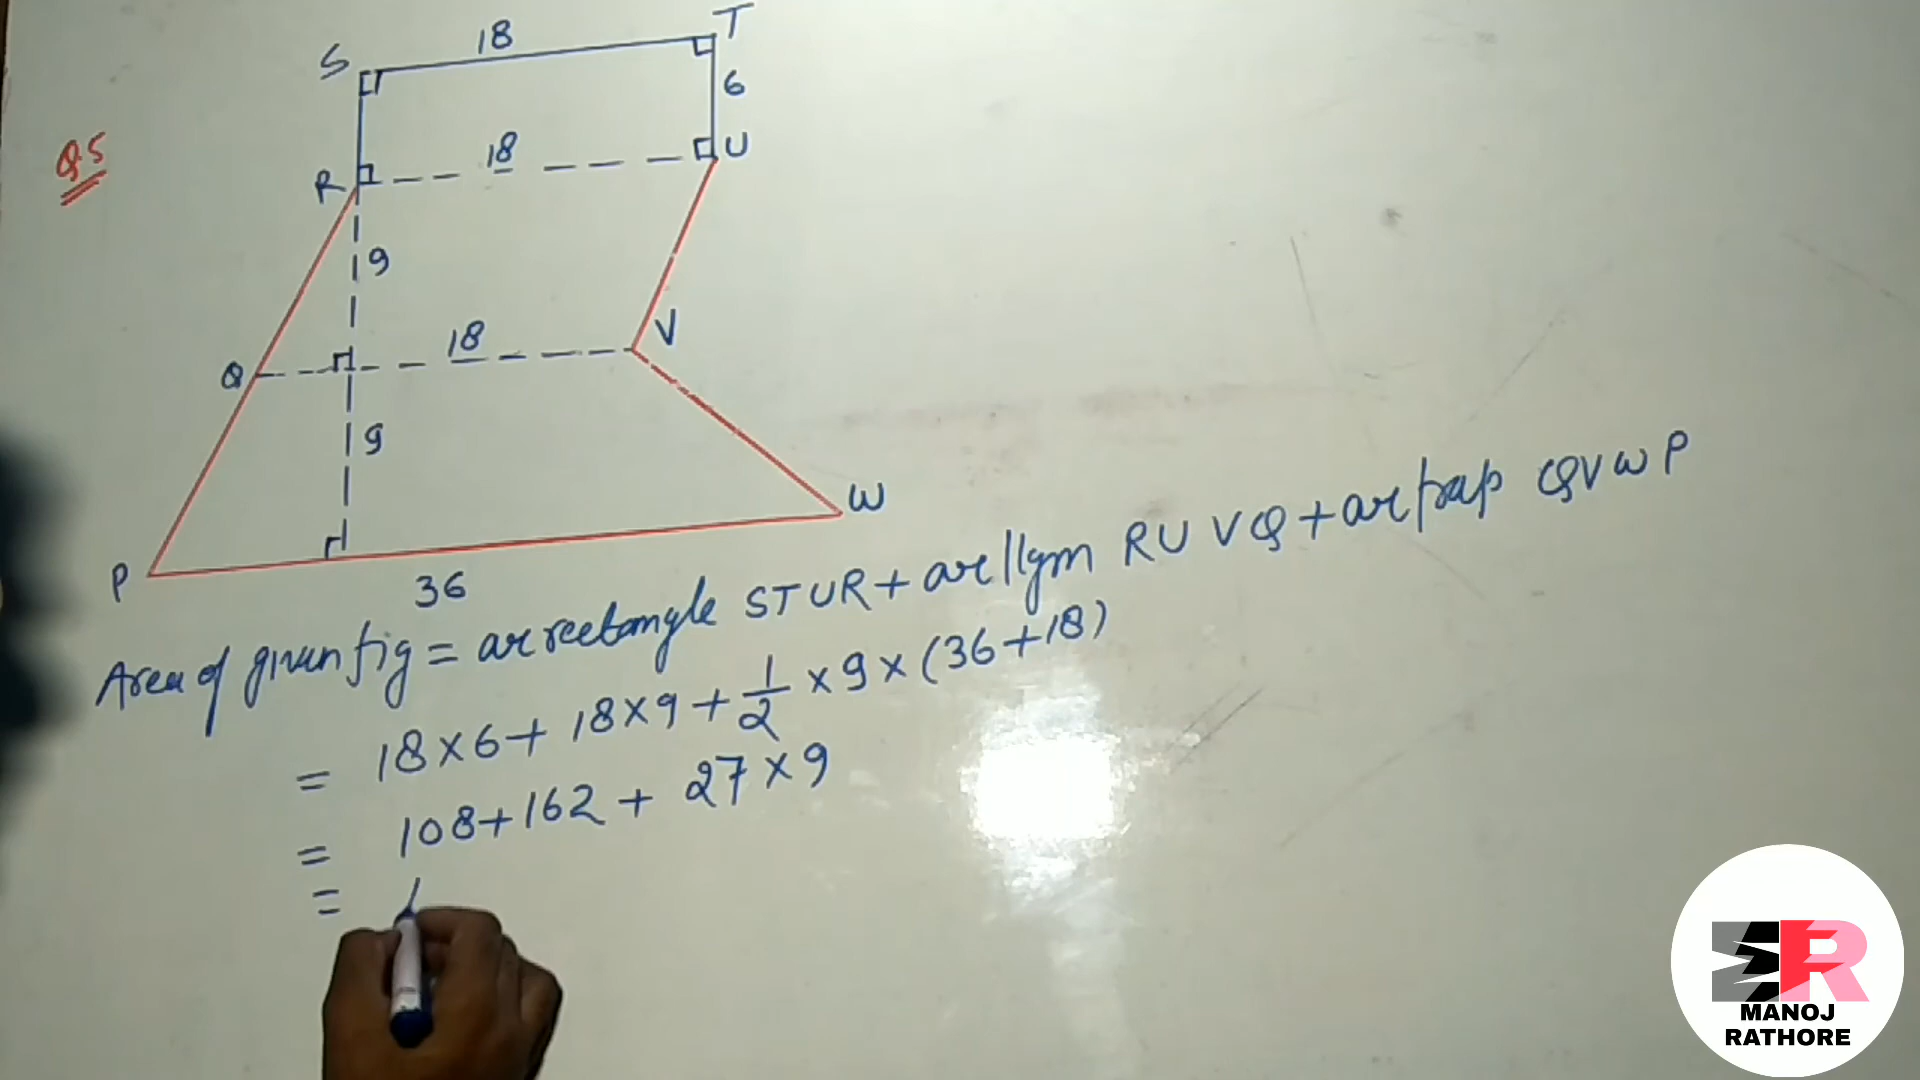 Q5
S 18 T
6
R 18 U
9
Q 18 V
9
P 36 W
Area of given fig = ar rectangle STUR + ar ||gm RUVQ + ar trap QVWP
= 18×6 + 18×9 + 1/2 × 9 × (36+18)
= 108+162 + 27×9
=
MANOJ
RATHORE